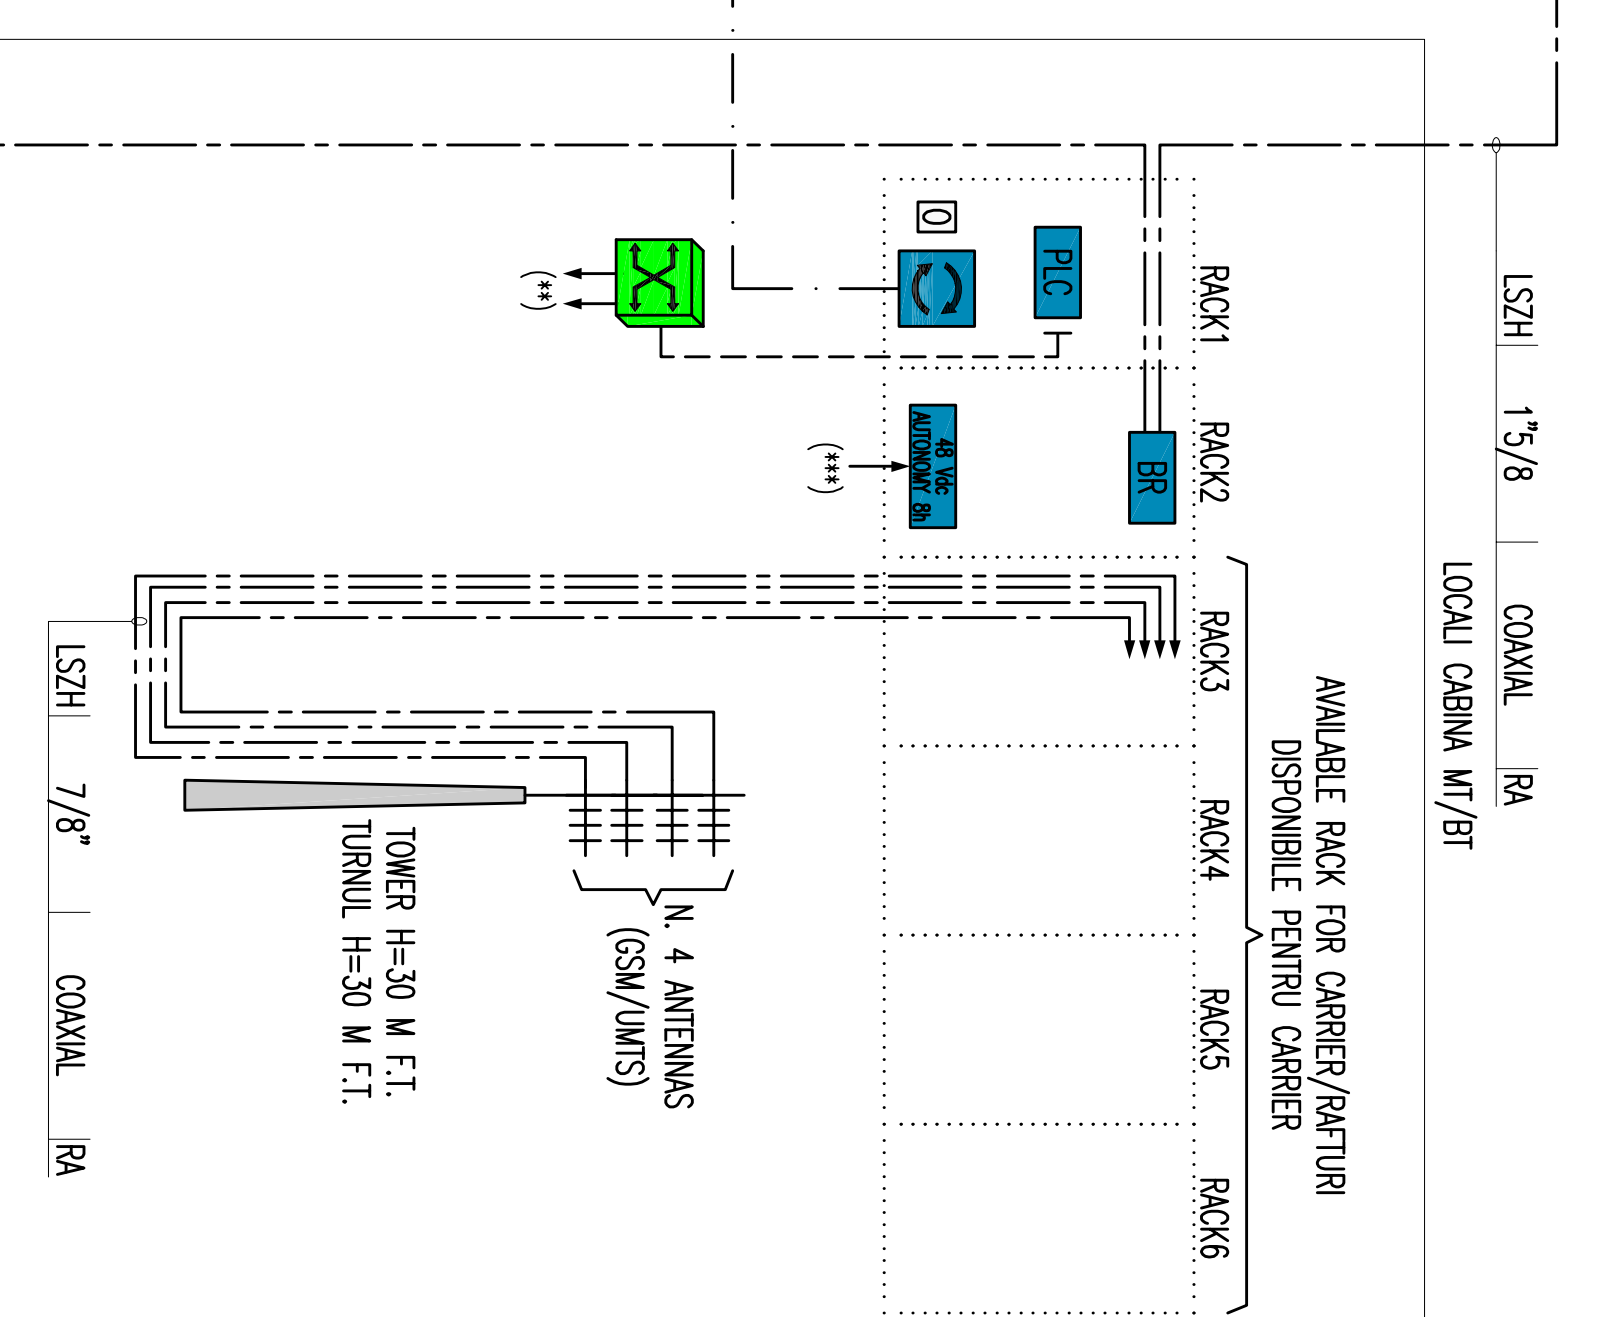 LSZH 1"5/8 COAXIAL RA
LOCALI CABINA MT/BT
AVAILABLE RACK FOR CARRIER/RAFTURI
DISPONIBILE PENTRU CARRIER
RACK1
RACK2
RACK3
RACK4
RACK5
RACK6
BR
PLC
0
48 Vdc
AUTONOMY 8h
(***)
(**)
N. 4 ANTENNAS
(GSM/UMTS)
TOWER H=30 M F.T.
TURNUL H=30 M F.T.
LSZH 7/8" COAXIAL RA